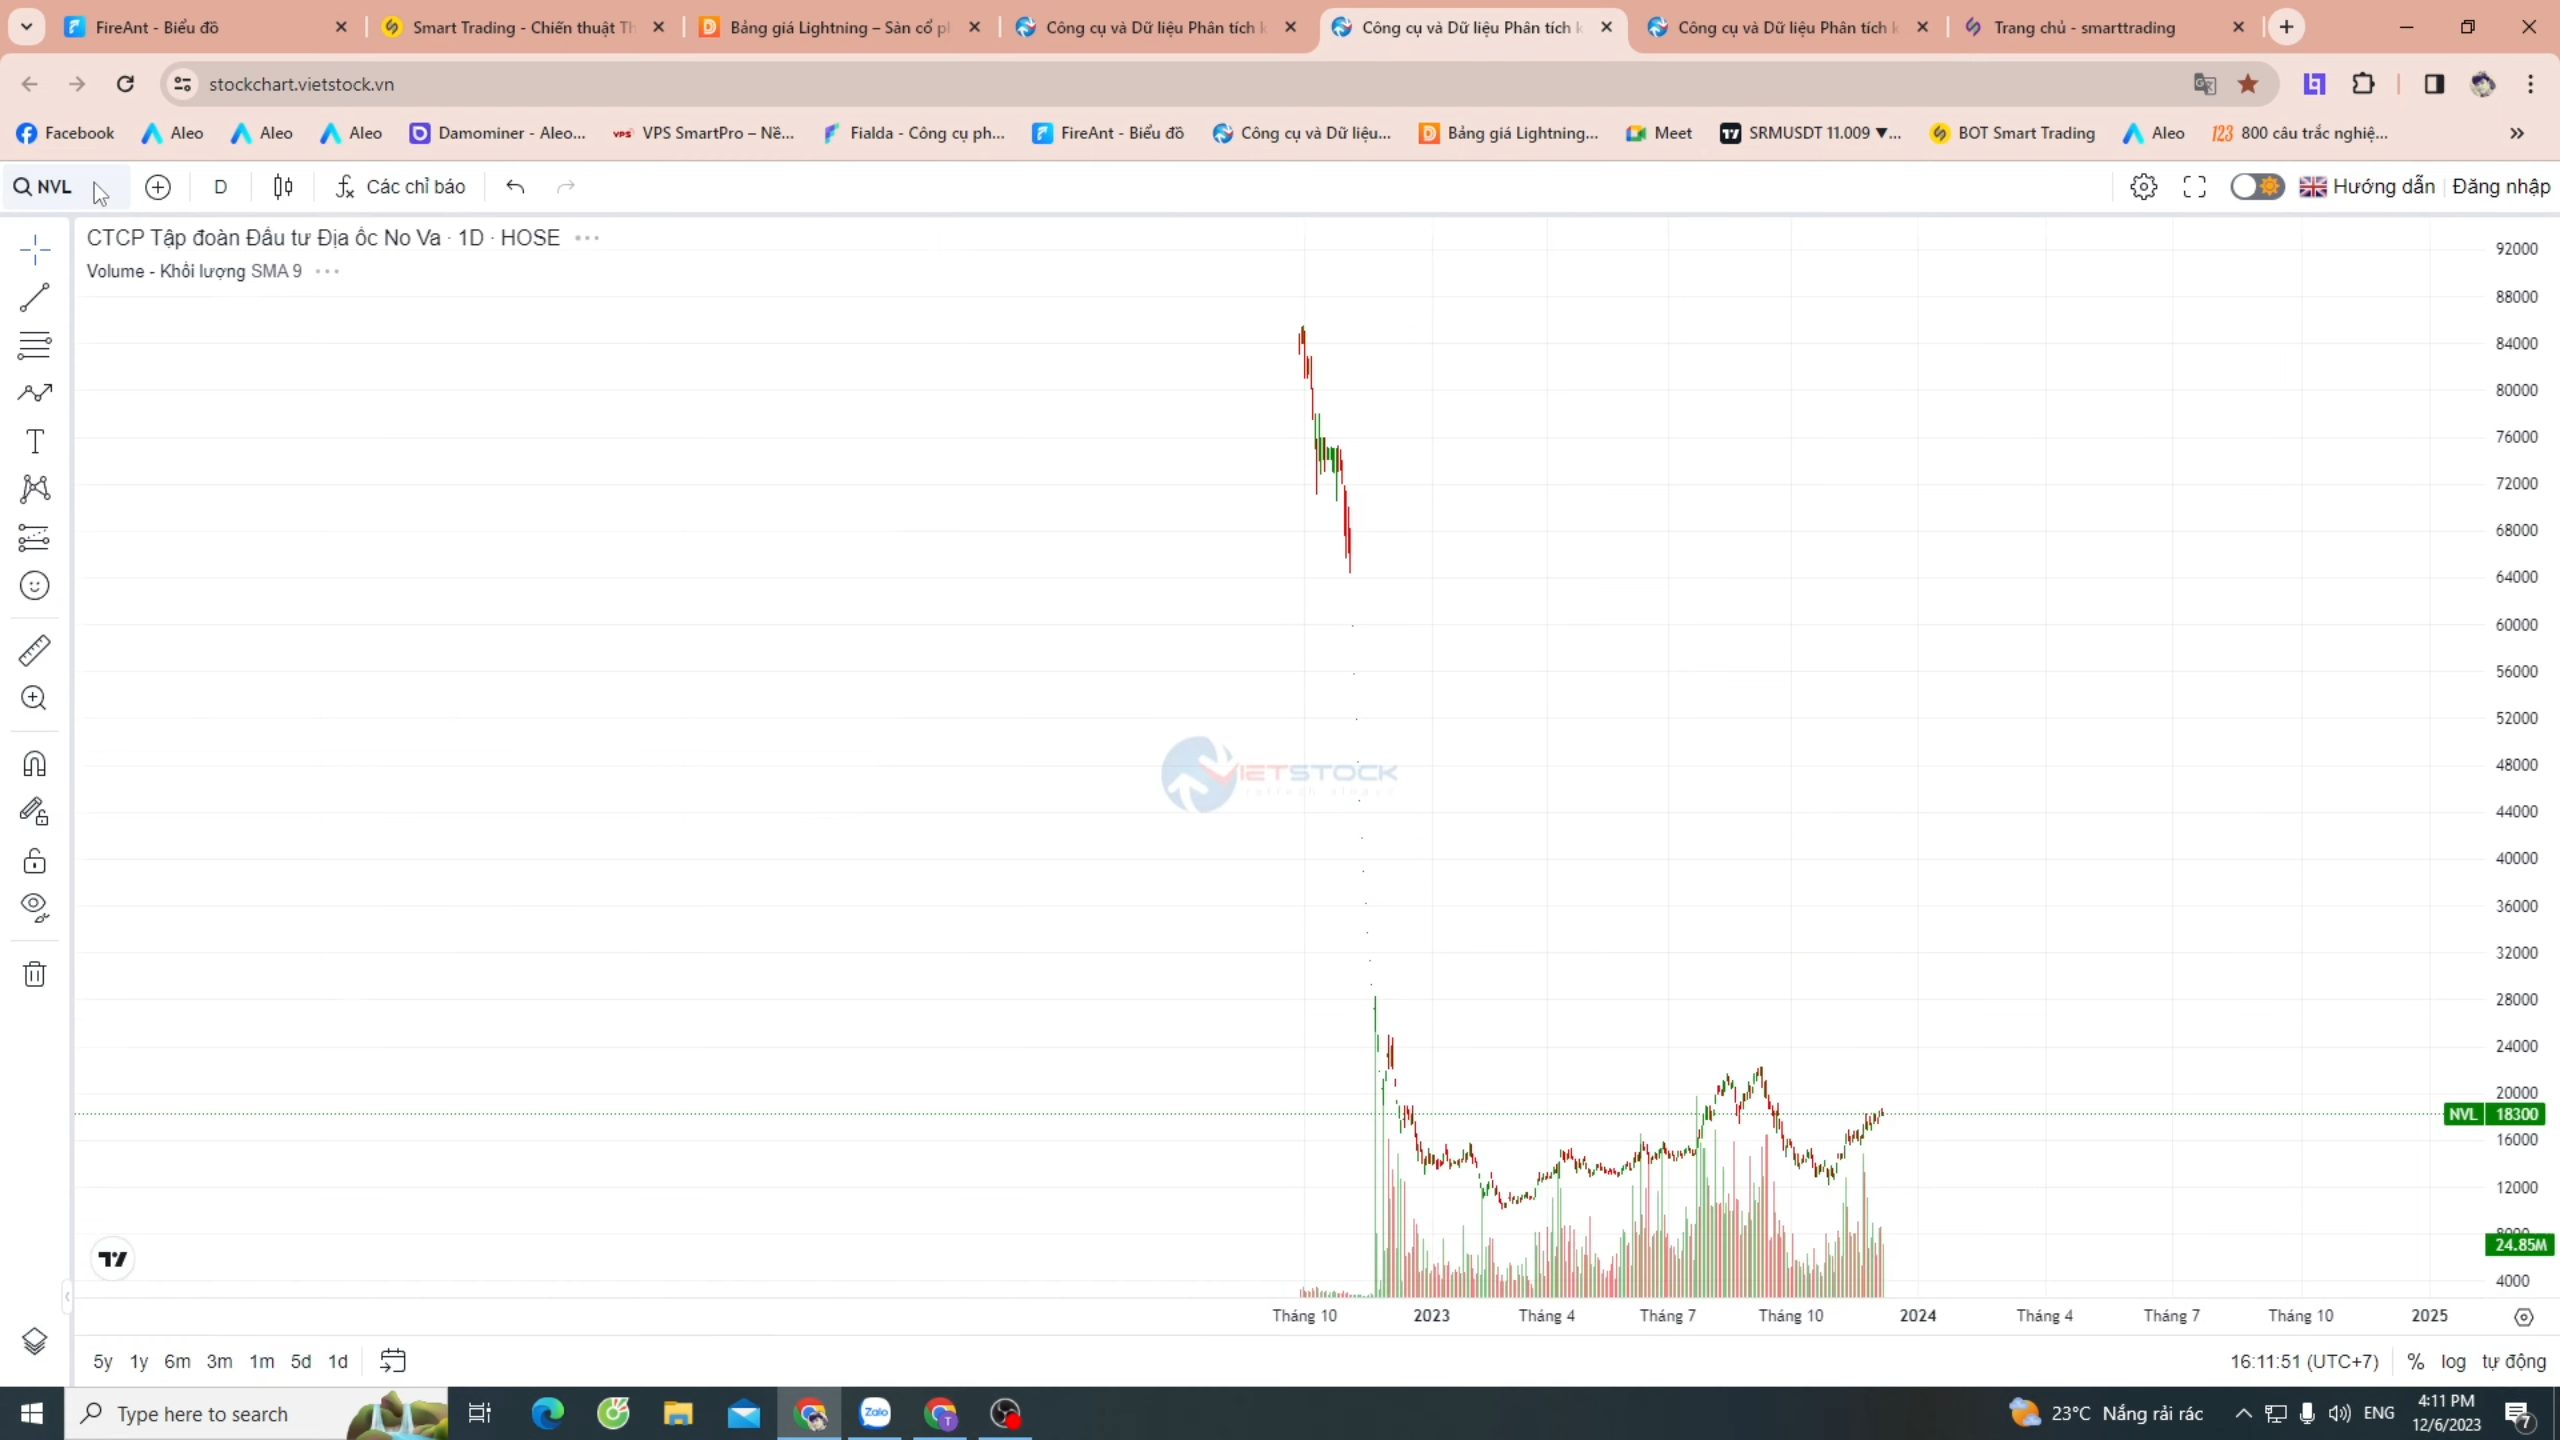 FireAnt - Biểu đồ
Smart Trading - Chiến thuật Th
Bảng giá Lightning – Sàn cổ ph
Công cụ và Dữ liệu Phân tích k
Công cụ và Dữ liệu Phân tích k
Công cụ và Dữ liệu Phân tích k
Trang chủ - smarttrading
stockchart.vietstock.vn
Facebook
Aleo
Aleo
Aleo
Damominer - Aleo...
VPS SmartPro – Nề...
Fialda - Công cụ ph...
FireAnt - Biểu đồ
Công cụ và Dữ liệu...
Bảng giá Lightning...
Meet
SRMUSDT 11.009 ▼...
BOT Smart Trading
Aleo
123 800 câu trắc nghiệ...
NVL
D
Các chỉ báo
Hướng dẫn
Đăng nhập
CTCP Tập đoàn Đầu tư Địa ốc No Va · 1D · HOSE
Volume - Khối lượng SMA 9
92000
88000
84000
80000
76000
72000
68000
64000
60000
56000
52000
48000
44000
40000
36000
32000
28000
24000
20000
NVL 18300
16000
12000
8000
24.85M
4000
VIETSTOCK
Tháng 10
2023
Tháng 4
Tháng 7
Tháng 10
2024
Tháng 4
Tháng 7
Tháng 10
2025
5y 1y 6m 3m 1m 5d 1d
16:11:51 (UTC+7)
% log tự động
Type here to search
Zalo
T
23°C Nắng rải rác
ENG
4:11 PM
12/6/2023
7